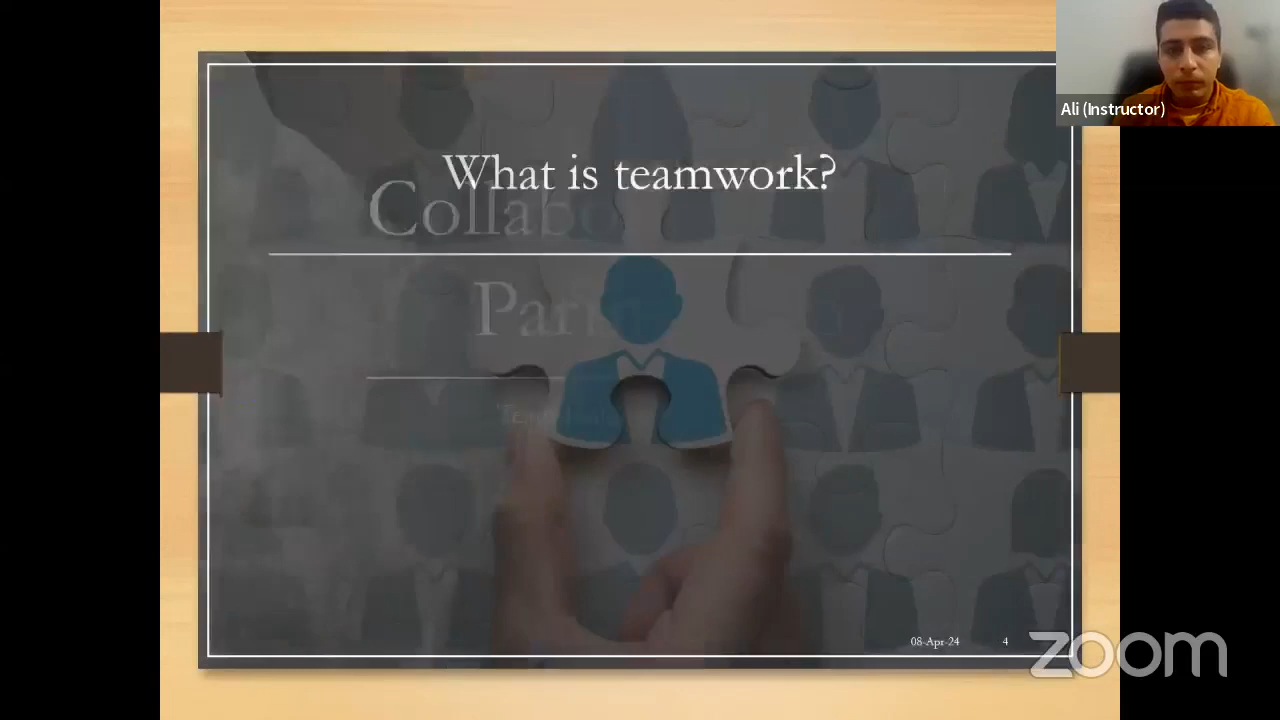 Ali (Instructor)
What is teamwork?
08-Apr-24
4
zoom